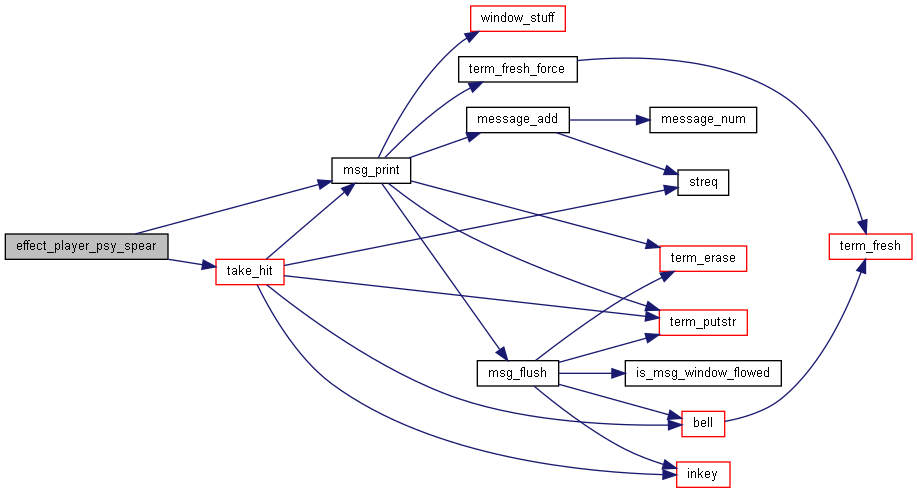 window_stuff
term_fresh_force
message_add
message_num
msg_print
streq
effect_player_psy_spear
term_fresh
take_hit
term_erase
term_putstr
msg_flush
is_msg_window_flowed
bell
inkey